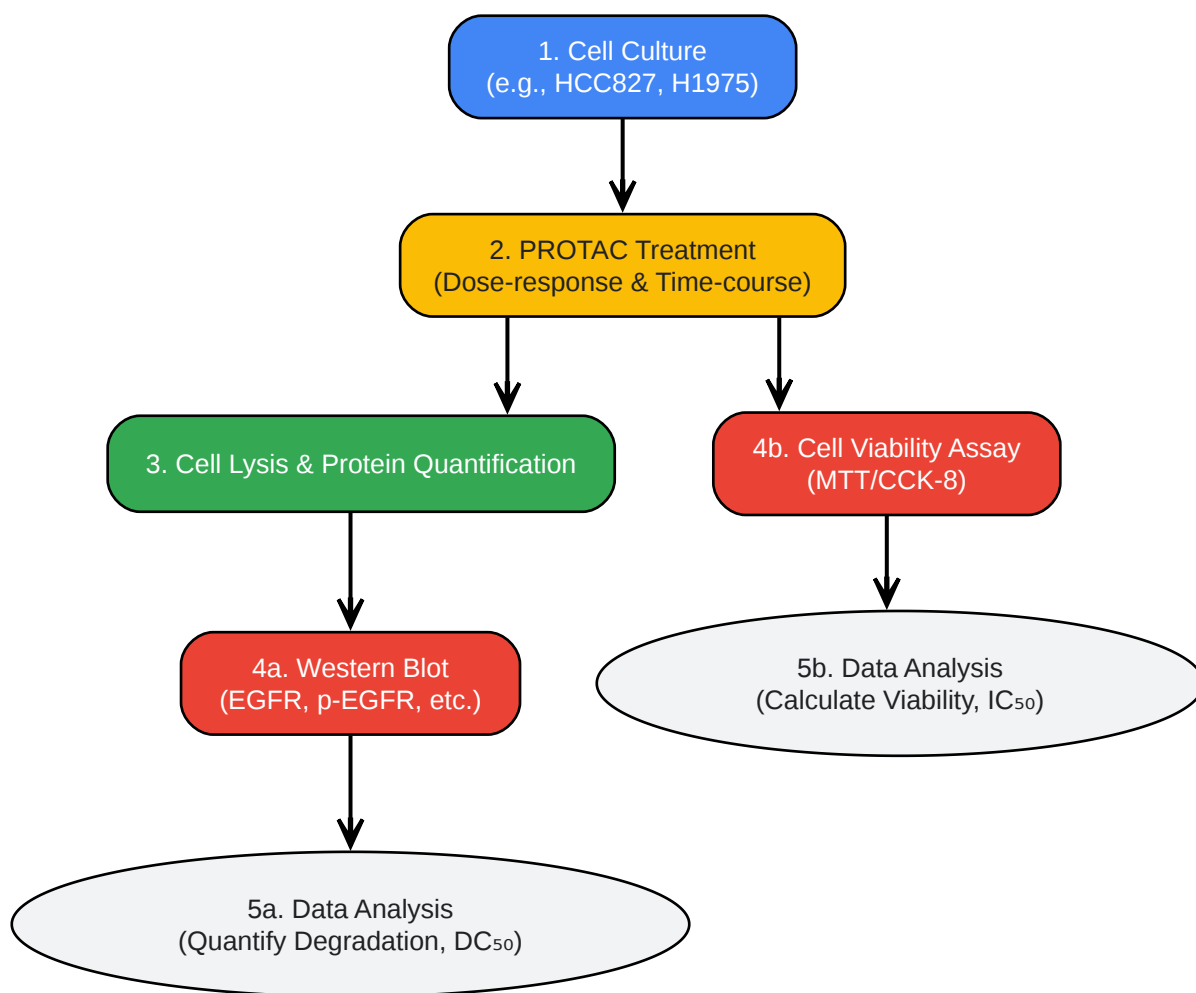 1. Cell Culture
(e.g., HCC827, H1975)
2. PROTAC Treatment
(Dose-response & Time-course)
3. Cell Lysis & Protein Quantification
4b. Cell Viability Assay
(MTT/CCK-8)
4a. Western Blot
(EGFR, p-EGFR, etc.)
5b. Data Analysis
(Calculate Viability, IC₅₀)
5a. Data Analysis
(Quantify Degradation, DC₅₀)